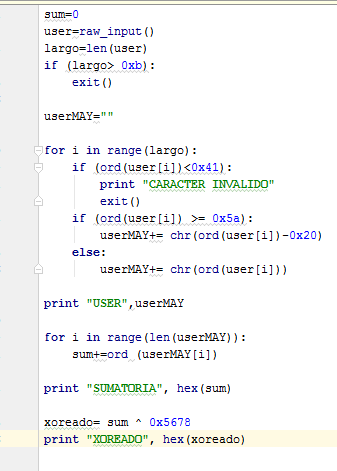 sum=0
user=raw_input()
largo=len(user)
if (largo> 0xb):
    exit()
userMAY=""
for i in range(largo):
    if (ord(user[i])<0x41):
        print "CARACTER INVALIDO"
        exit()
    if (ord(user[i]) >= 0x5a):
        userMAY+= chr(ord(user[i])-0x20)
    else:
        userMAY+= chr(ord(user[i]))
print "USER",userMAY
for i in range(len(userMAY)):
    sum+=ord (userMAY[i])
print "SUMATORIA", hex(sum)
xoreado= sum ^ 0x5678
print "XOREADO", hex(xoreado)